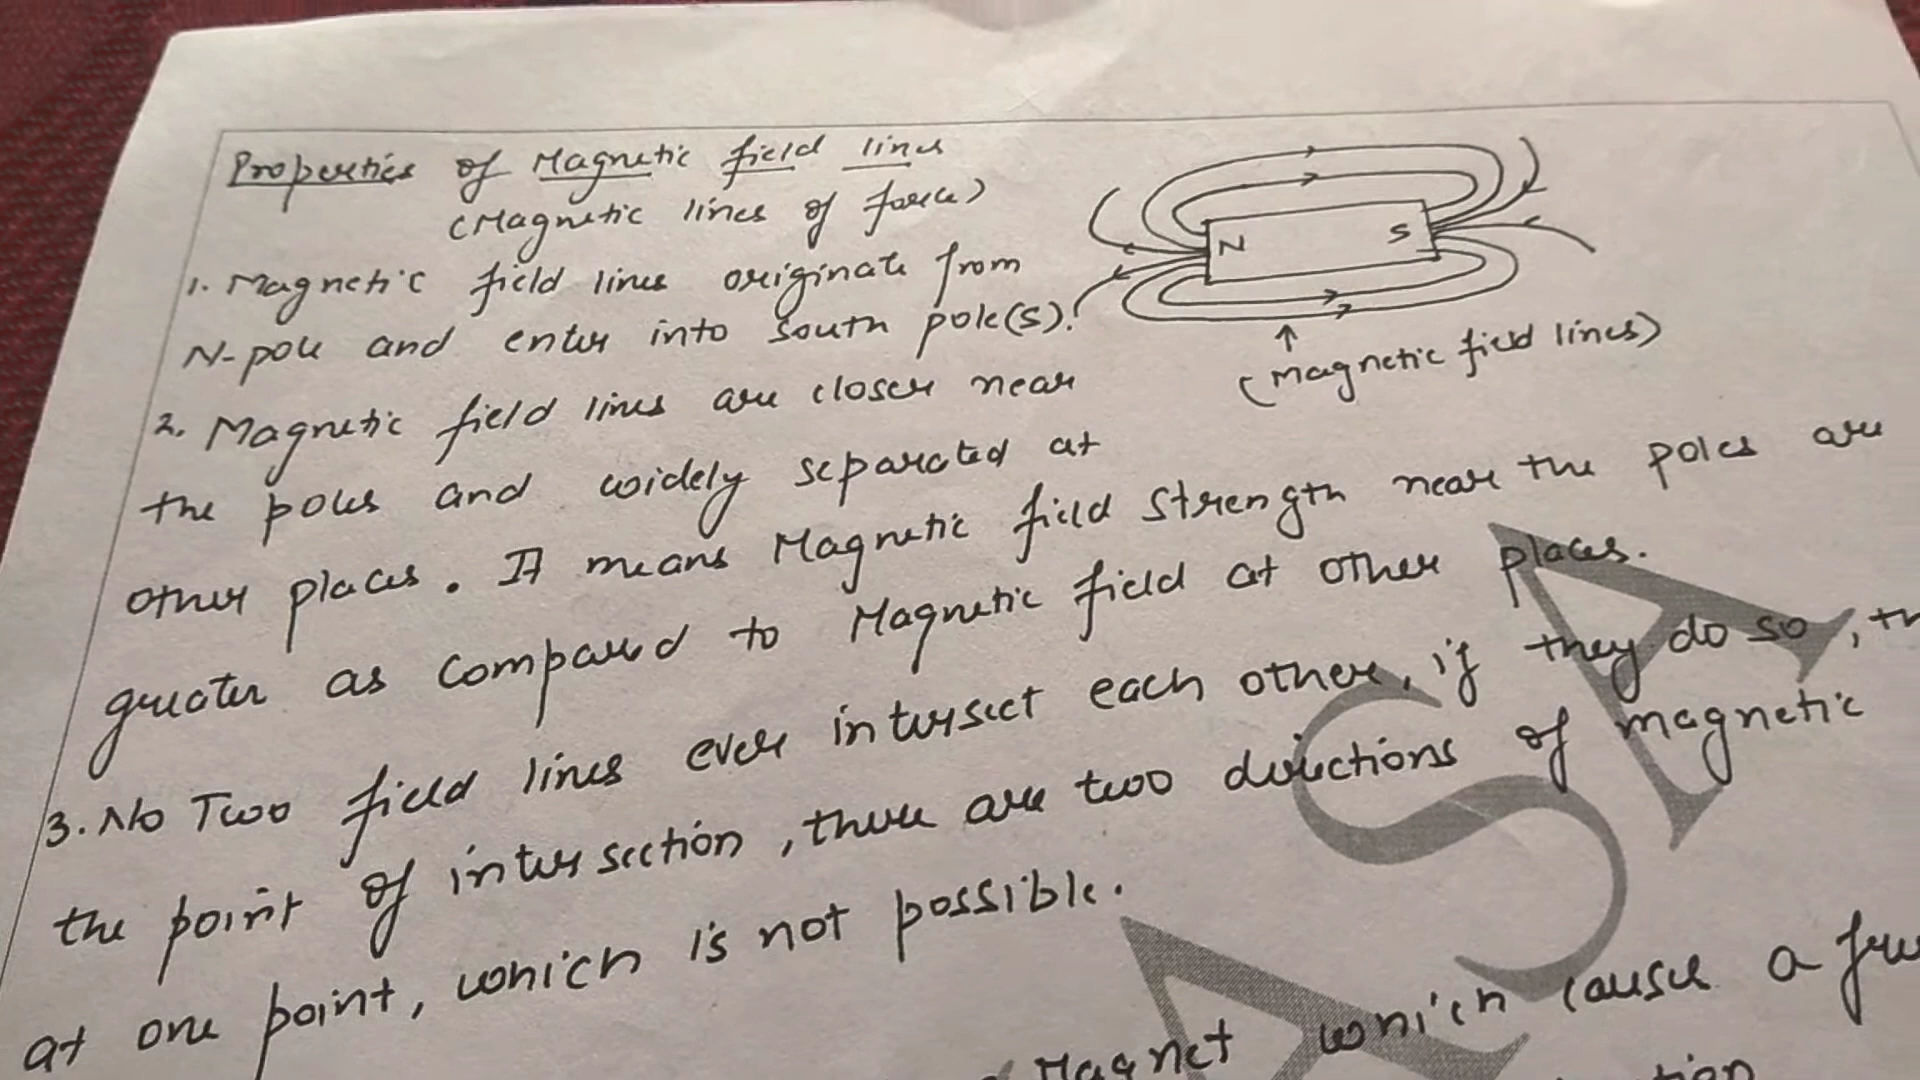 Properties of Magnetic field lines
(Magnetic lines of force)
1. Magnetic field lines originate from
N-pole and enter into south pole(s).
2. Magnetic field lines are closer near
the poles and widely separated at
other places. It means Magnetic field strength near the poles are
greater as compared to Magnetic field at other places.
3. No Two field lines ever intersect each other, if they do so,
the point of intersection, there are two directions of magnetic
at one point, which is not possible.
Magnet which cause a
N
S
(magnetic field lines)
ASA